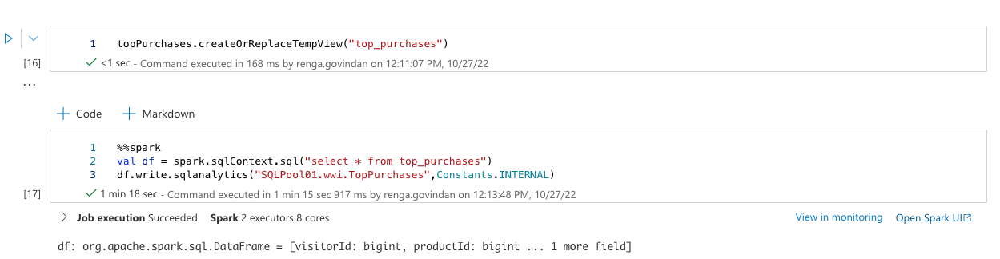 1 topPurchases.createOrReplaceTempView("top_purchases")
[16] <1 sec - Command executed in 168 ms by renga.govindan on 12:11:07 PM, 10/27/22
...
Code Markdown
1 %%spark
2 val df = spark.sqlContext.sql("select * from top_purchases")
3 df.write.sqlanalytics("SQLPool01.wwi.TopPurchases",Constants.INTERNAL)
[17] 1 min 18 sec - Command executed in 1 min 15 sec 917 ms by renga.govindan on 12:13:48 PM, 10/27/22
Job execution Succeeded Spark 2 executors 8 cores View in monitoring Open Spark UI
df: org.apache.spark.sql.DataFrame = [visitorId: bigint, productId: bigint ... 1 more field]